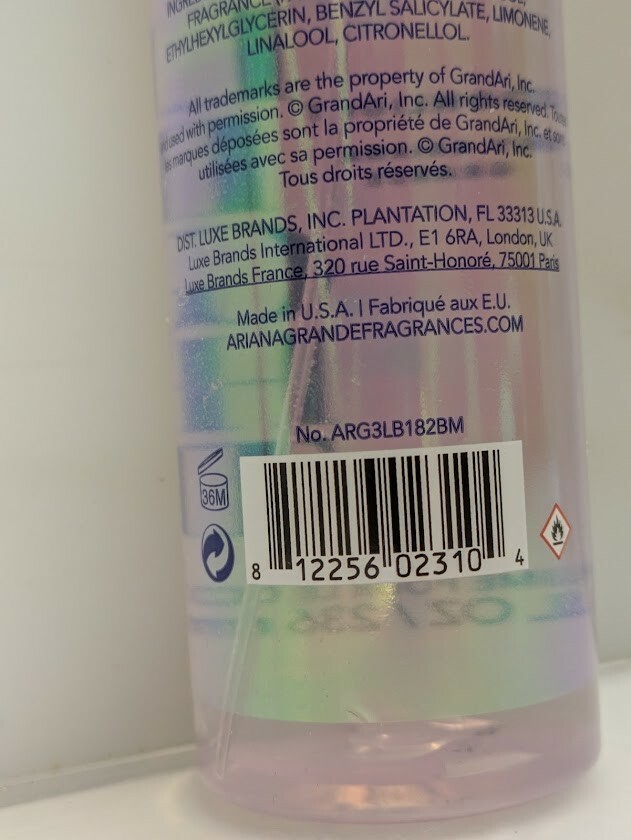 FRAGRANCE
ETHYLHEXYLGLYCERIN, BENZYL SALICYLATE, LIMONENE,
LINALOOL, CITRONELLOL.
All trademarks are the property of GrandAri, Inc.
used with permission. © GrandAri, Inc. All rights reserved.
marques déposées sont la propriété de GrandAri, Inc. et sont
utilisées avec sa permission. © GrandAri, Inc.
Tous droits réservés.
DIST. LUXE BRANDS, INC. PLANTATION, FL 33313 U.S.A.
Luxe Brands International LTD., E1 6RA, London, UK
Luxe Brands France, 320 rue Saint-Honoré, 75001 Paris
Made in U.S.A. | Fabriqué aux E.U.
ARIANAGRANDEFRAGRANCES.COM
No. ARG3LB182BM
36M
8 12256 02310 4
OZ / 236